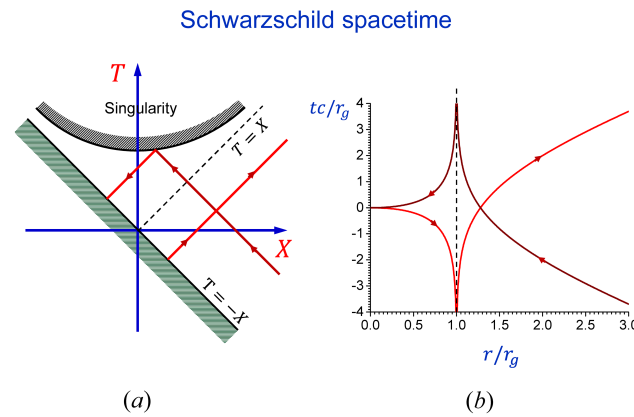 Schwarzschild spacetime
T
Singularity
T = X
X
T = −X
(a)
tc/r_g
4
3
2
1
0
-1
-2
-3
-4
0.0 0.5 1.0 1.5 2.0 2.5 3.0
r/r_g
(b)